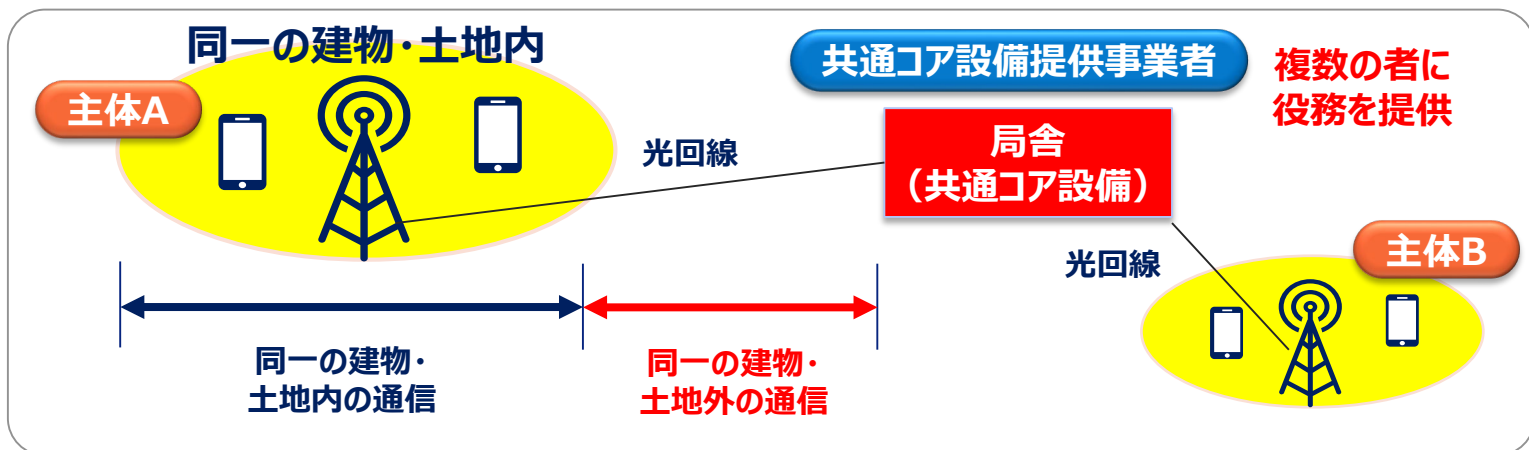 同一の建物・土地内
主体A
共通コア設備提供事業者
複数の者に
役務を提供
光回線
局舎
(共通コア設備)
光回線
主体B
同一の建物・
土地内の通信
同一の建物・
土地外の通信